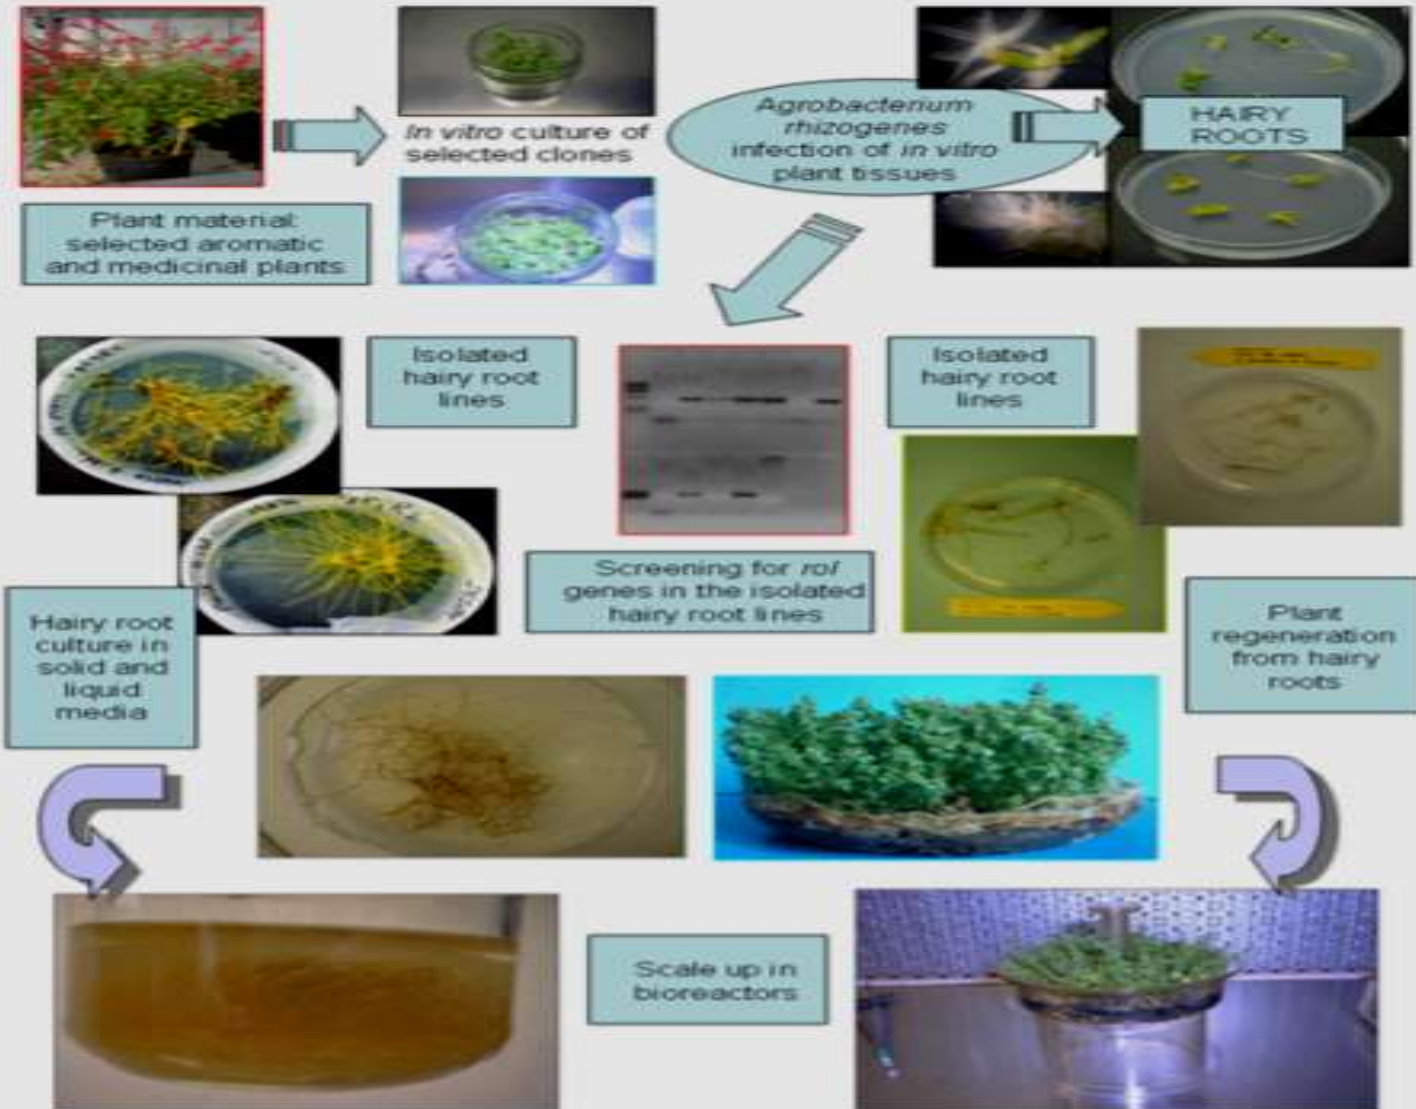 In vitro culture of
selected clones
Agrobacterium
rhizogenes
infection of in vitro
plant tissues
HAIRY
ROOTS
Plant material:
selected aromatic
and medicinal plants
Isolated
hairy root
lines
Isolated
hairy root
lines
Screening for rol
genes in the isolated
hairy root lines
Hairy root
culture in
solid and
liquid
media
Plant
regeneration
from hairy
roots
Scale up in
bioreactors